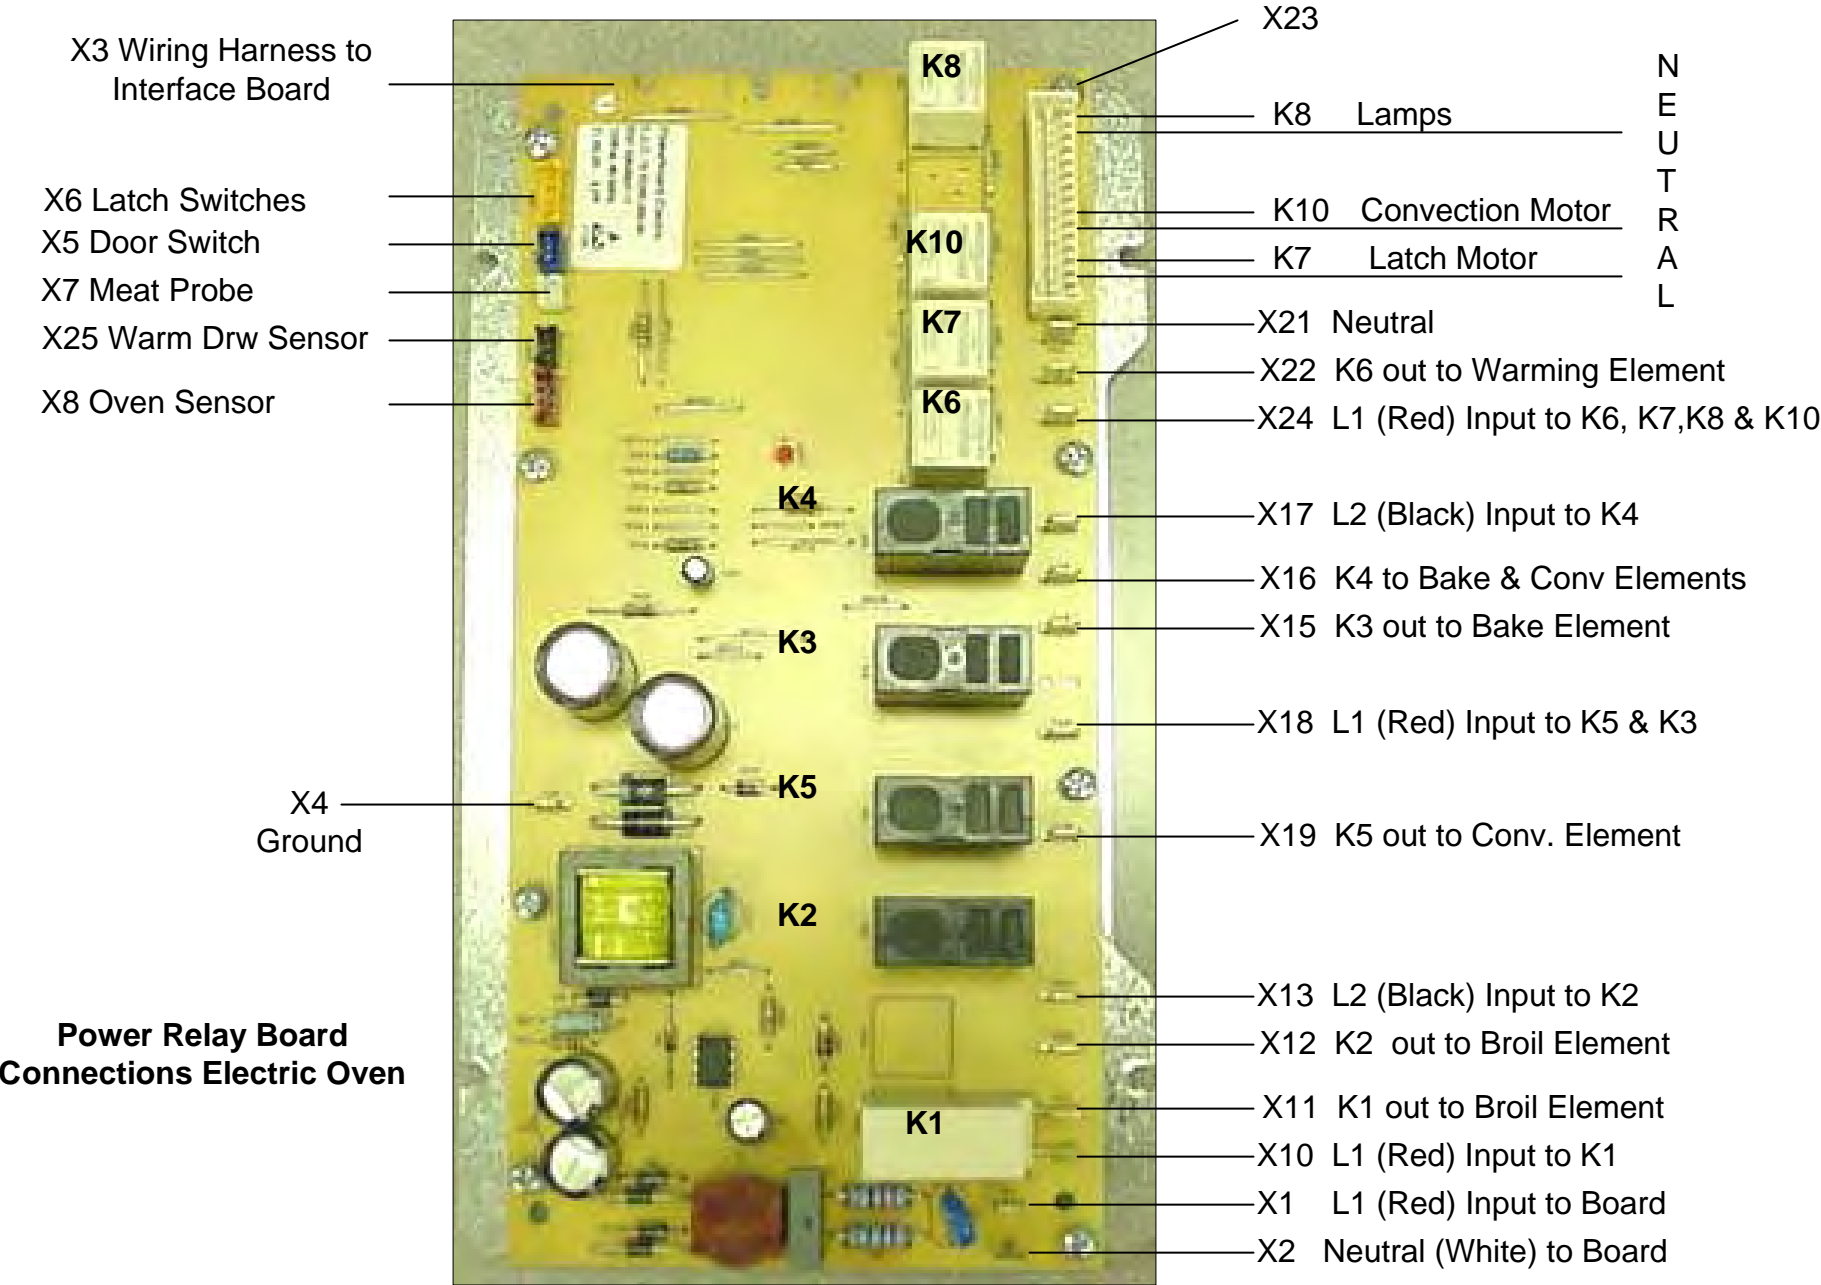 X3 Wiring Harness to
Interface Board
X6 Latch Switches
X5 Door Switch
X7 Meat Probe
X25 Warm Drw Sensor
X8 Oven Sensor
X4
Ground
Power Relay Board
Connections Electric Oven
K8
K10
K7
K6
K4
K3
K5
K2
K1
X23
K8 Lamps
K10 Convection Motor
K7 Latch Motor
NEUTRAL
X21 Neutral
X22 K6 out to Warming Element
X24 L1 (Red) Input to K6, K7,K8 & K10
X17 L2 (Black) Input to K4
X16 K4 to Bake & Conv Elements
X15 K3 out to Bake Element
X18 L1 (Red) Input to K5 & K3
X19 K5 out to Conv. Element
X13 L2 (Black) Input to K2
X12 K2 out to Broil Element
X11 K1 out to Broil Element
X10 L1 (Red) Input to K1
X1 L1 (Red) Input to Board
X2 Neutral (White) to Board